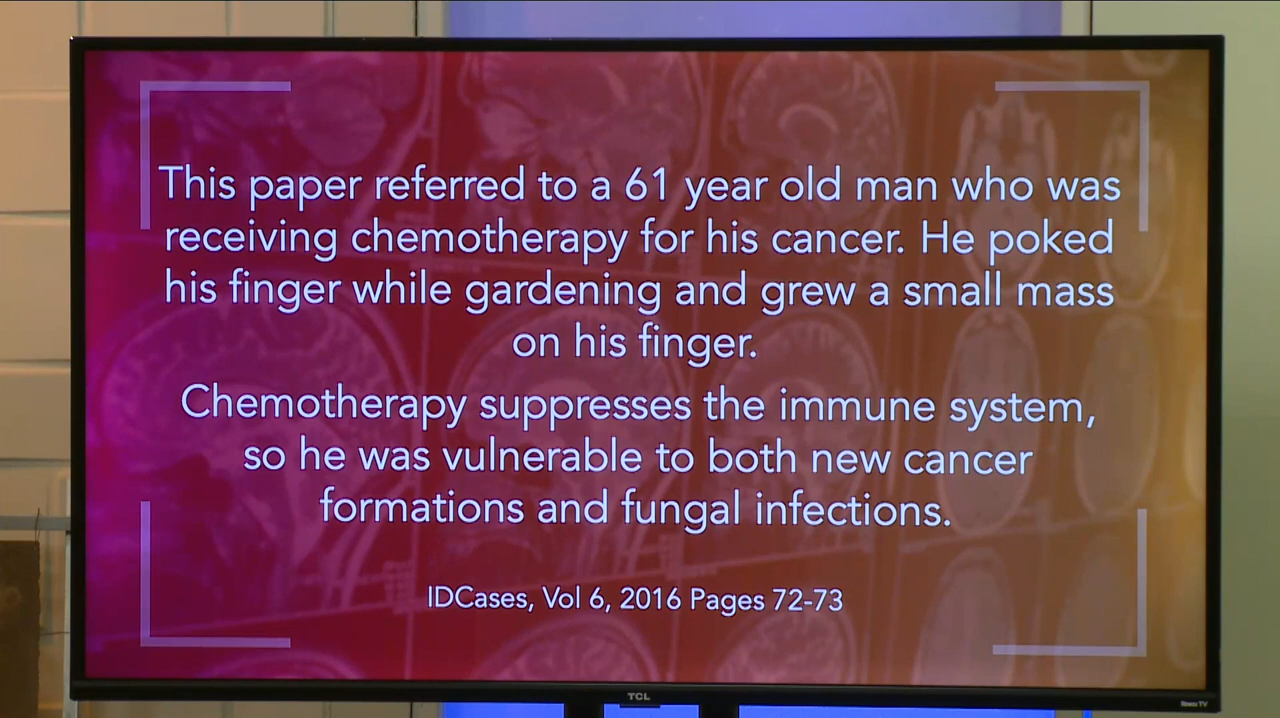 This paper referred to a 61 year old man who was
receiving chemotherapy for his cancer. He poked
his finger while gardening and grew a small mass
on his finger.
Chemotherapy suppresses the immune system,
so he was vulnerable to both new cancer
formations and fungal infections.
IDCases, Vol 6, 2016 Pages 72-73
TCL
Roku TV